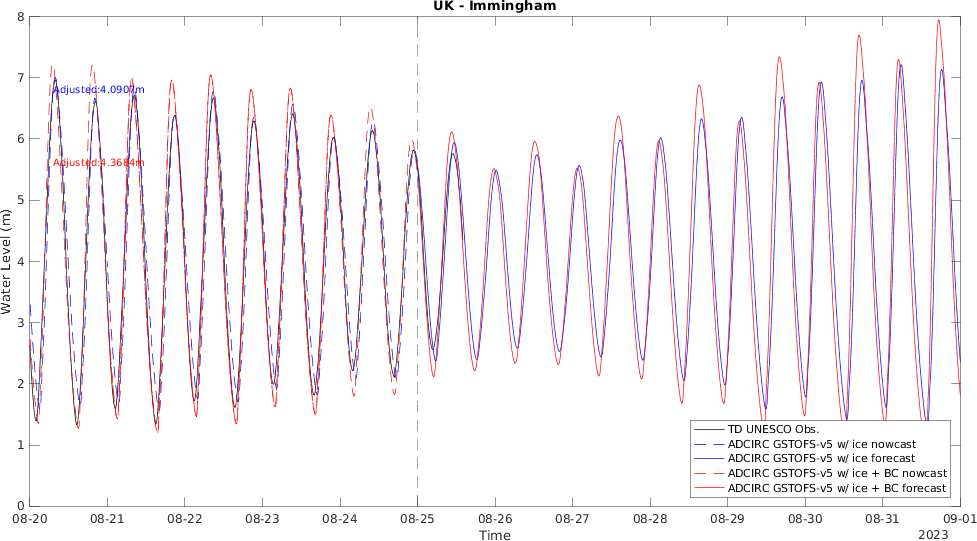 UK - Immingham
8
7
6
5
4
3
2
1
0
Water Level (m)
Adjusted:4.0907m
Adjusted:4.3684m
TD UNESCO Obs.
ADCIRC GSTOFS-v5 w/ ice nowcast
ADCIRC GSTOFS-v5 w/ ice forecast
ADCIRC GSTOFS-v5 w/ ice + BC nowcast
ADCIRC GSTOFS-v5 w/ ice + BC forecast
08-20 08-21 08-22 08-23 08-24 08-25 08-26 08-27 08-28 08-29 08-30 08-31 09-01
Time
2023